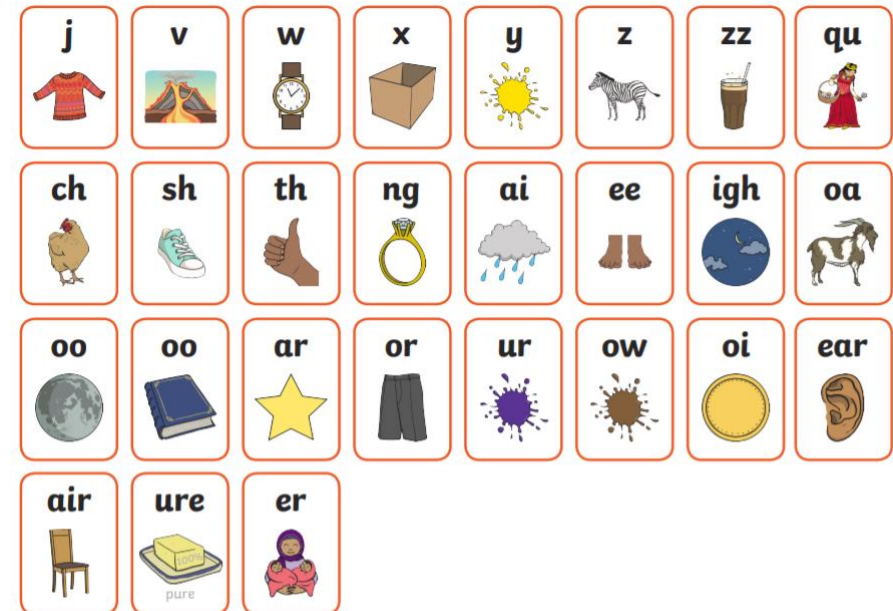 j v w x y z zz qu
ch sh th ng ai ee igh oa
oo oo ar or ur ow oi ear
air ure er
100%
pure